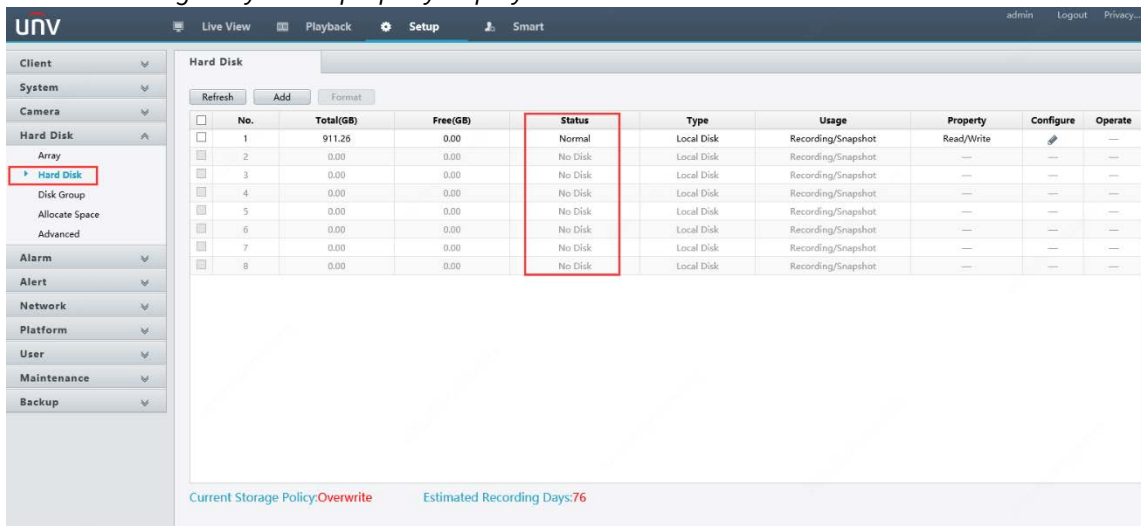 unv Live View Playback Setup Smart admin Logout Privacy...
Client
System
Camera
Hard Disk
Array
Hard Disk
Disk Group
Allocate Space
Advanced
Alarm
Alert
Network
Platform
User
Maintenance
Backup
Hard Disk
Refresh Add Format
No. Total(GB) Free(GB) Status Type Usage Property Configure Operate
1 911.26 0.00 Normal Local Disk Recording/Snapshot Read/Write —
2 0.00 0.00 No Disk Local Disk Recording/Snapshot — — —
3 0.00 0.00 No Disk Local Disk Recording/Snapshot — — —
4 0.00 0.00 No Disk Local Disk Recording/Snapshot — — —
5 0.00 0.00 No Disk Local Disk Recording/Snapshot — — —
6 0.00 0.00 No Disk Local Disk Recording/Snapshot — — —
7 0.00 0.00 No Disk Local Disk Recording/Snapshot — — —
8 0.00 0.00 No Disk Local Disk Recording/Snapshot — — —
Current Storage Policy:Overwrite Estimated Recording Days:76